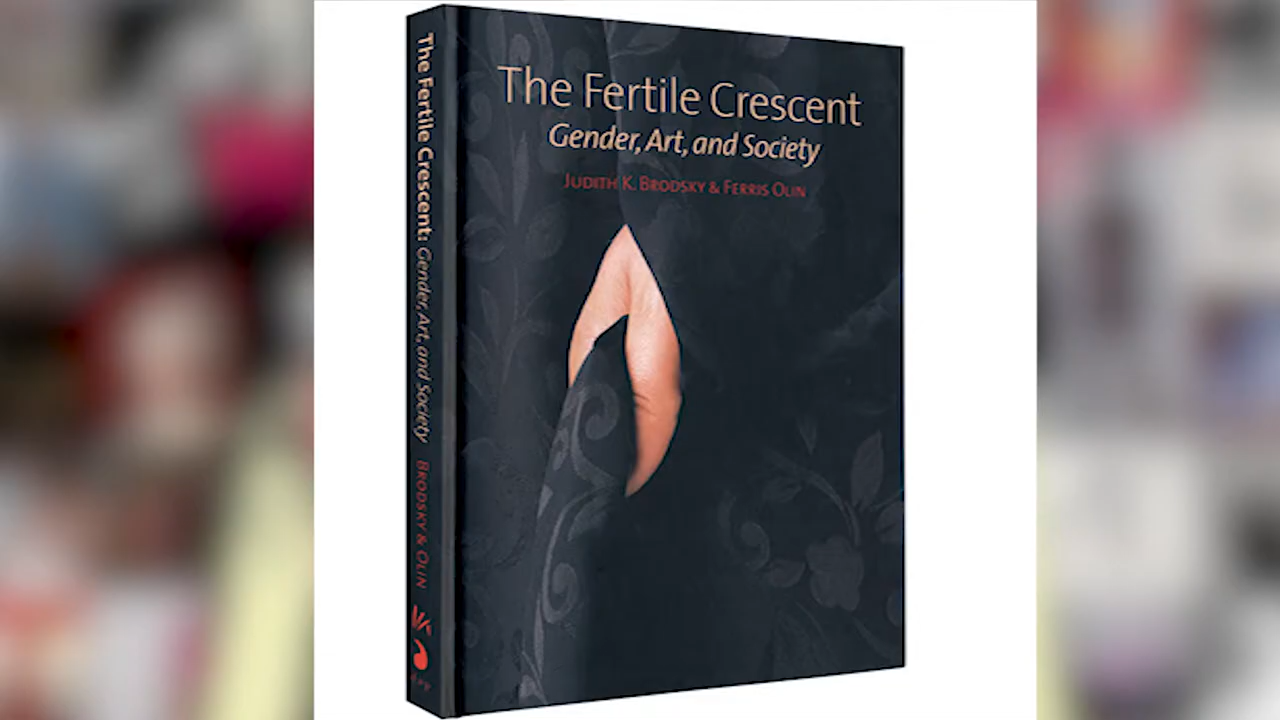 The Fertile Crescent
Gender, Art, and Society
JUDITH K. BRODSKY & FERRIS OLIN
The Fertile Crescent: Gender, Art, and Society BRODSKY & OLIN